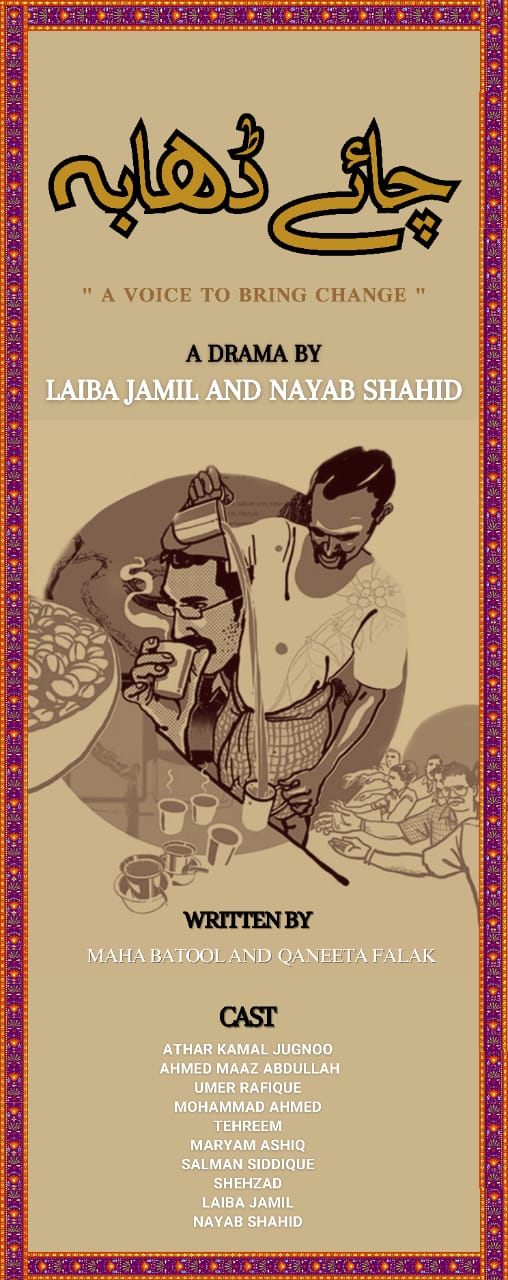 چائے ڈھابہ
" A VOICE TO BRING CHANGE "
A DRAMA BY
LAIBA JAMIL AND NAYAB SHAHID
WRITTEN BY
MAHA BATOOL AND QANEETA FALAK
CAST
ATHAR KAMAL JUGNOO
AHMED MAAZ ABDULLAH
UMER RAFIQUE
MOHAMMAD AHMED
TEHREEM
MARYAM ASHIQ
SALMAN SIDDIQUE
SHEHZAD
LAIBA JAMIL
NAYAB SHAHID